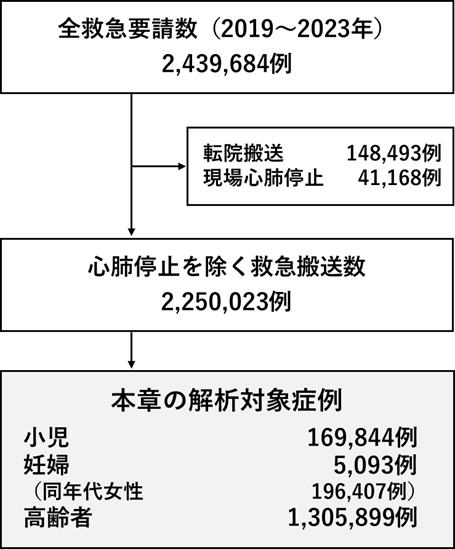 全救急要請数（2019～2023年）
2,439,684例
転院搬送 148,493例
現場心肺停止 41,168例
心肺停止を除く救急搬送数
2,250,023例
本章の解析対象症例
小児 169,844例
妊婦 5,093例
（同年代女性 196,407例）
高齢者 1,305,899例